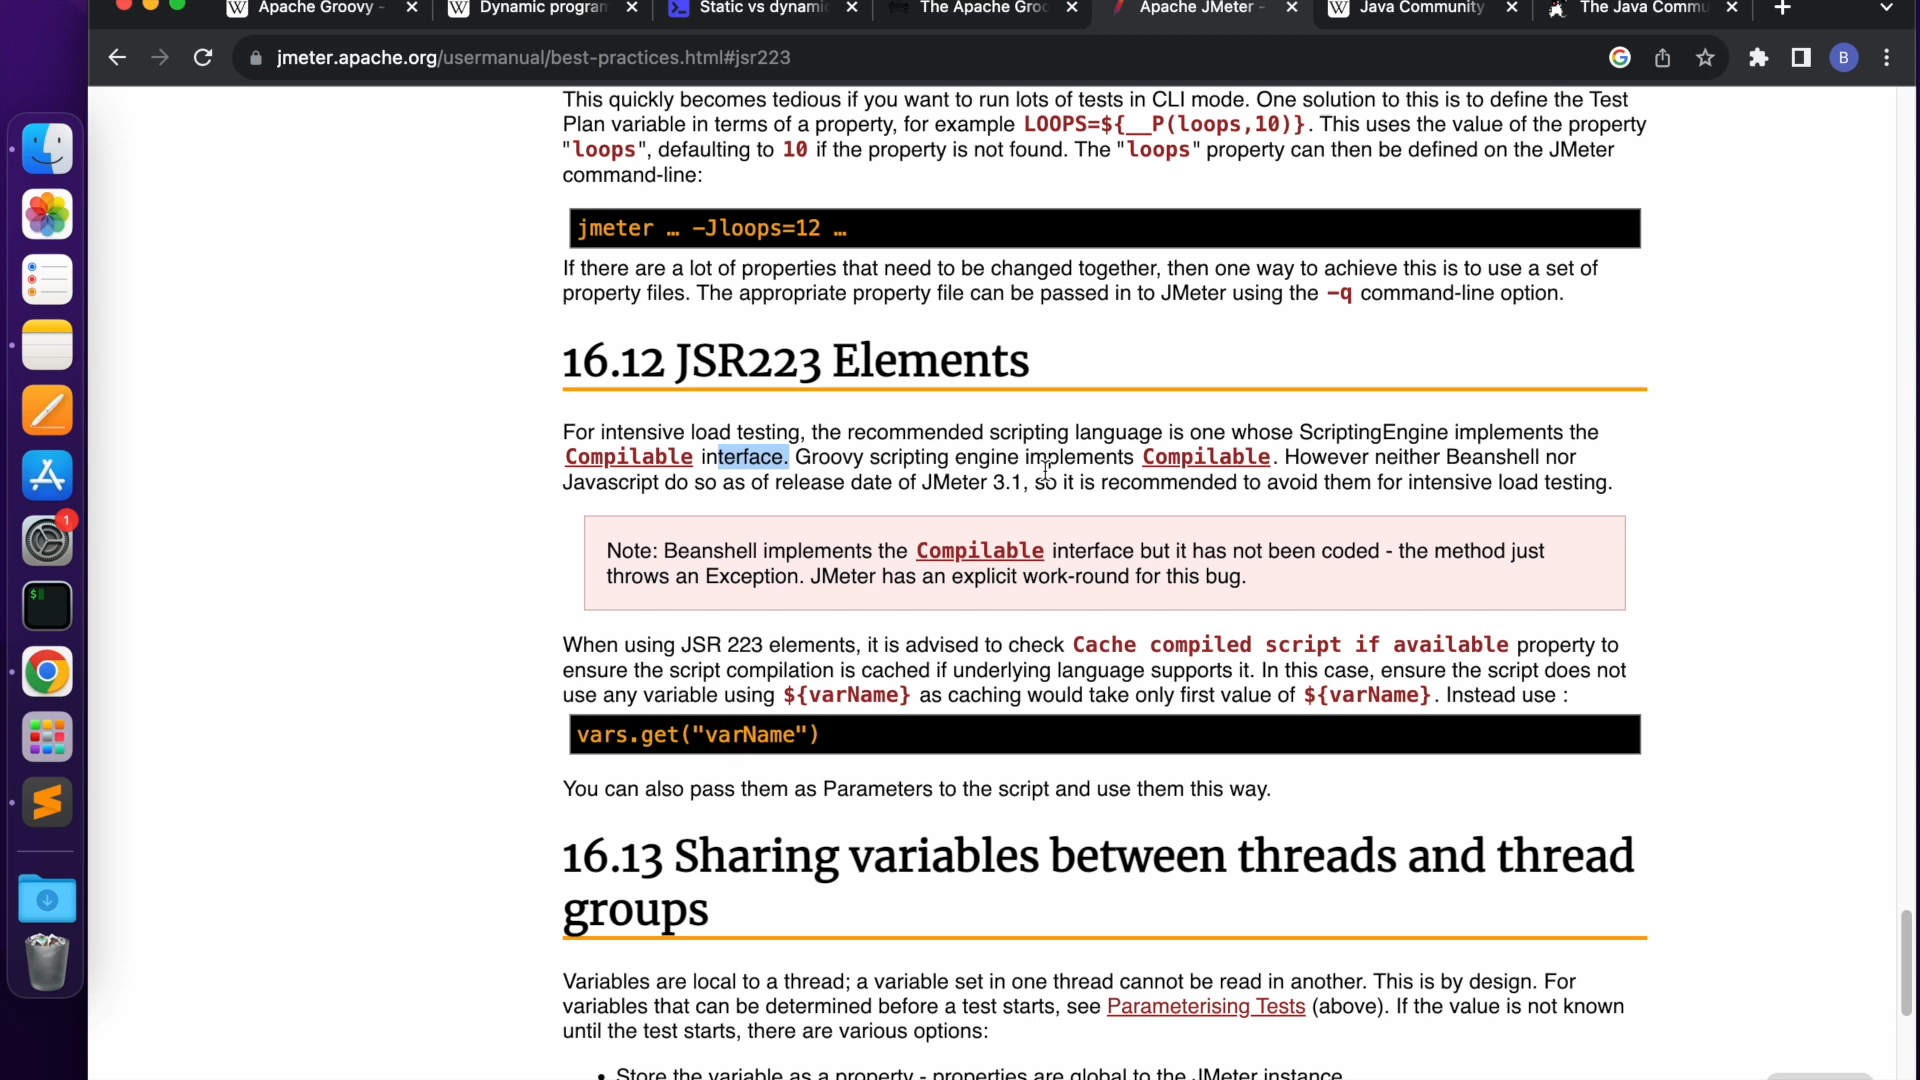 Apache Groovy -
Dynamic program
Static vs dynami
The Apache Groo
Apache JMeter -
Java Community
The Java Commu
jmeter.apache.org/usermanual/best-practices.html#jsr223
B
This quickly becomes tedious if you want to run lots of tests in CLI mode. One solution to this is to define the Test
Plan variable in terms of a property, for example LOOPS=${__P(loops,10)}. This uses the value of the property
"loops", defaulting to 10 if the property is not found. The "loops" property can then be defined on the JMeter
command-line:
jmeter … -Jloops=12 …
If there are a lot of properties that need to be changed together, then one way to achieve this is to use a set of
property files. The appropriate property file can be passed in to JMeter using the -q command-line option.
16.12 JSR223 Elements
For intensive load testing, the recommended scripting language is one whose ScriptingEngine implements the
Compilable interface. Groovy scripting engine implements Compilable. However neither Beanshell nor
Javascript do so as of release date of JMeter 3.1, so it is recommended to avoid them for intensive load testing.
Note: Beanshell implements the Compilable interface but it has not been coded - the method just
throws an Exception. JMeter has an explicit work-round for this bug.
When using JSR 223 elements, it is advised to check Cache compiled script if available property to
ensure the script compilation is cached if underlying language supports it. In this case, ensure the script does not
use any variable using ${varName} as caching would take only first value of ${varName}. Instead use :
vars.get("varName")
You can also pass them as Parameters to the script and use them this way.
16.13 Sharing variables between threads and thread
groups
Variables are local to a thread; a variable set in one thread cannot be read in another. This is by design. For
variables that can be determined before a test starts, see Parameterising Tests (above). If the value is not known
until the test starts, there are various options:
• Store the variable as a property - properties are global to the JMeter instance
1
$